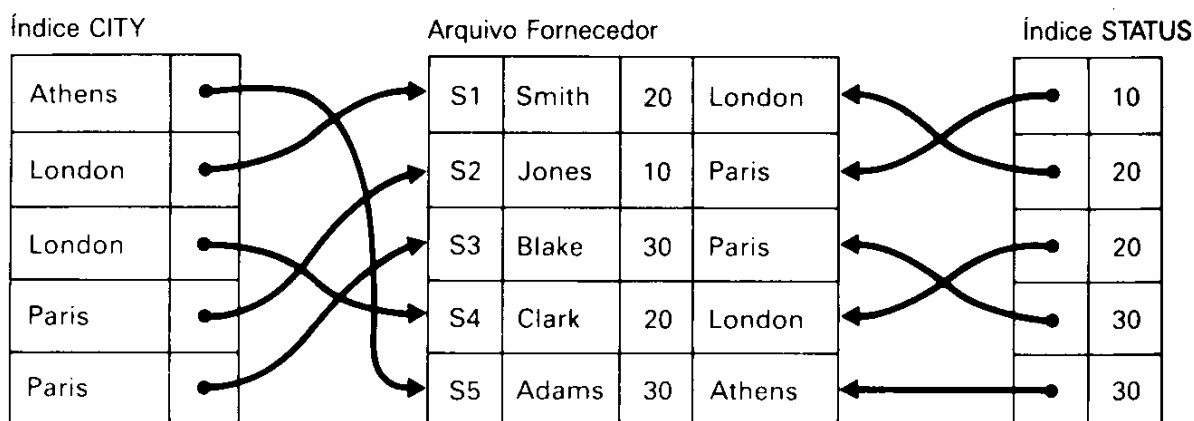 Índice CITY Arquivo Fornecedor Índice STATUS
Athens S1 Smith 20 London 10
London S2 Jones 10 Paris 20
London S3 Blake 30 Paris 20
Paris S4 Clark 20 London 30
Paris S5 Adams 30 Athens 30